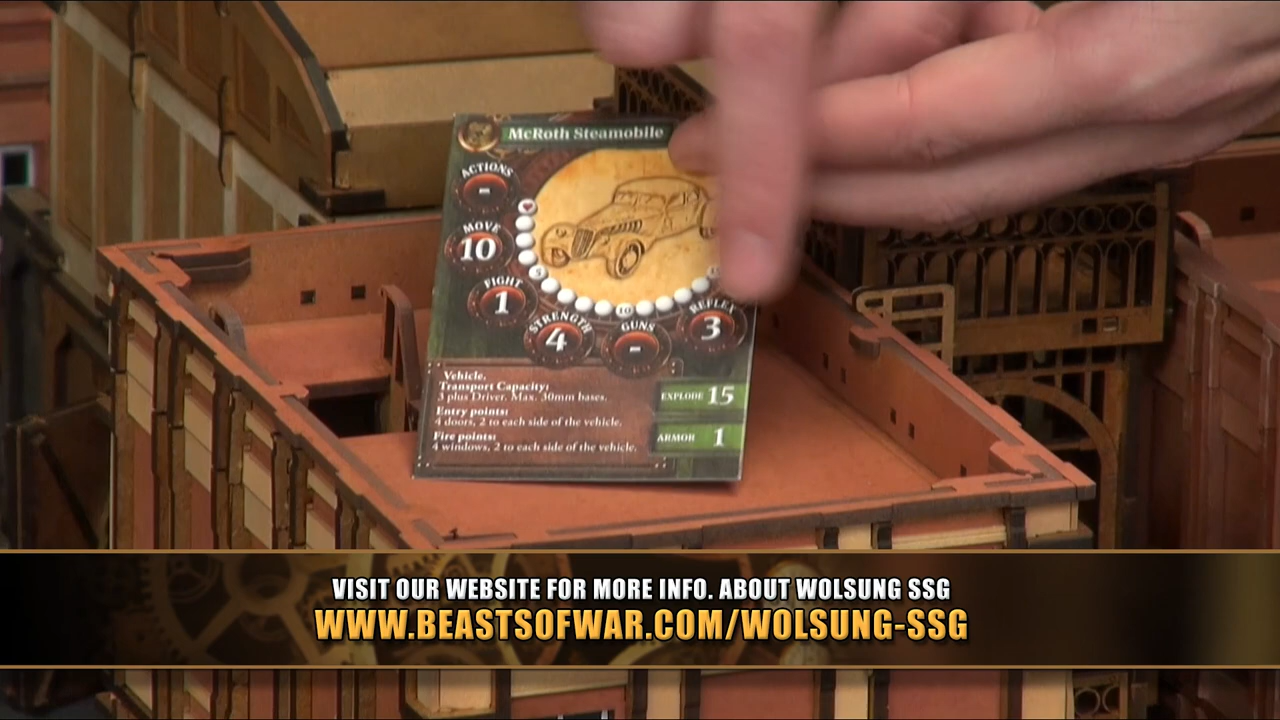 McRoth Steamobile
ACTIONS
-
MOVE
10
FIGHT
1
STRENGTH
4
GUNS
-
REFLEX
3
5
10
Vehicle.
Transport Capacity:
3 plus Driver. Max. 30mm bases.
Entry points:
4 doors, 2 to each side of the vehicle.
Fire points:
4 windows, 2 to each side of the vehicle.
EXPLODE 15
ARMOR 1
VISIT OUR WEBSITE FOR MORE INFO. ABOUT WOLSUNG SSG
WWW.BEASTSOFWAR.COM/WOLSUNG-SSG